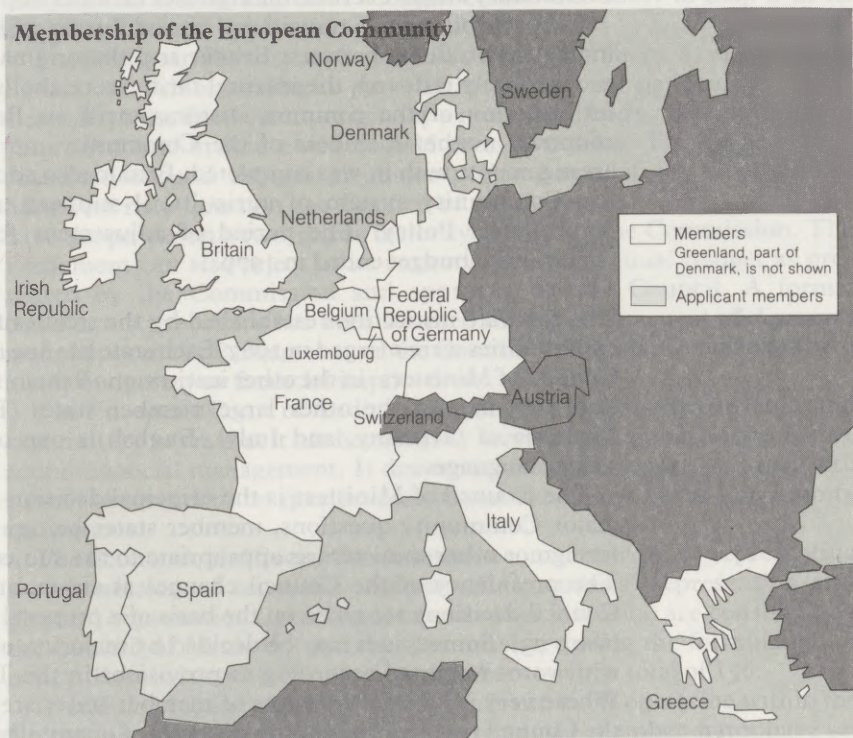 Membership of the European Community
Norway
Sweden
Denmark
Netherlands
Britain
Irish
Republic
Belgium
Federal
Republic
of Germany
Luxembourg
France
Switzerland
Austria
Italy
Portugal
Spain
Greece
Members
Greenland, part of
Denmark, is not shown
Applicant members